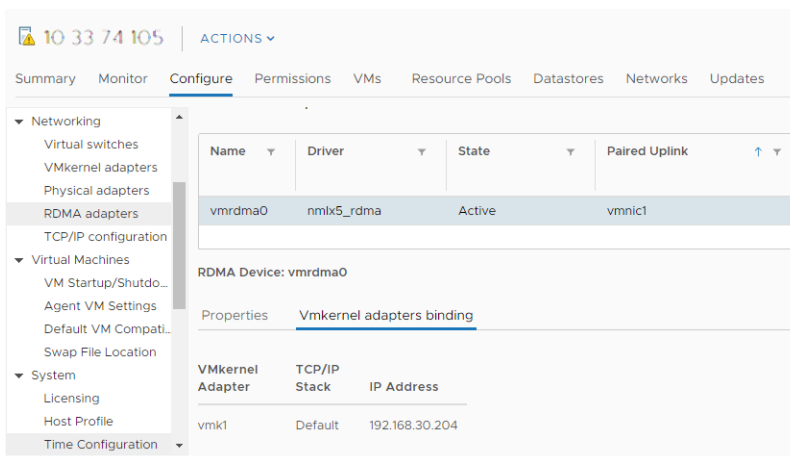 10 33 74 105 ACTIONS
Summary Monitor Configure Permissions VMs Resource Pools Datastores Networks Updates
Networking
Virtual switches
VMkernel adapters
Physical adapters
RDMA adapters
TCP/IP configuration
Virtual Machines
VM Startup/Shutdo...
Agent VM Settings
Default VM Compati...
Swap File Location
System
Licensing
Host Profile
Time Configuration
Name Driver State Paired Uplink
vmrdma0 nmlx5_rdma Active vmnic1
RDMA Device: vmrdma0
Properties Vmkernel adapters binding
VMkernel Adapter TCP/IP Stack IP Address
vmk1 Default 192.168.30.204